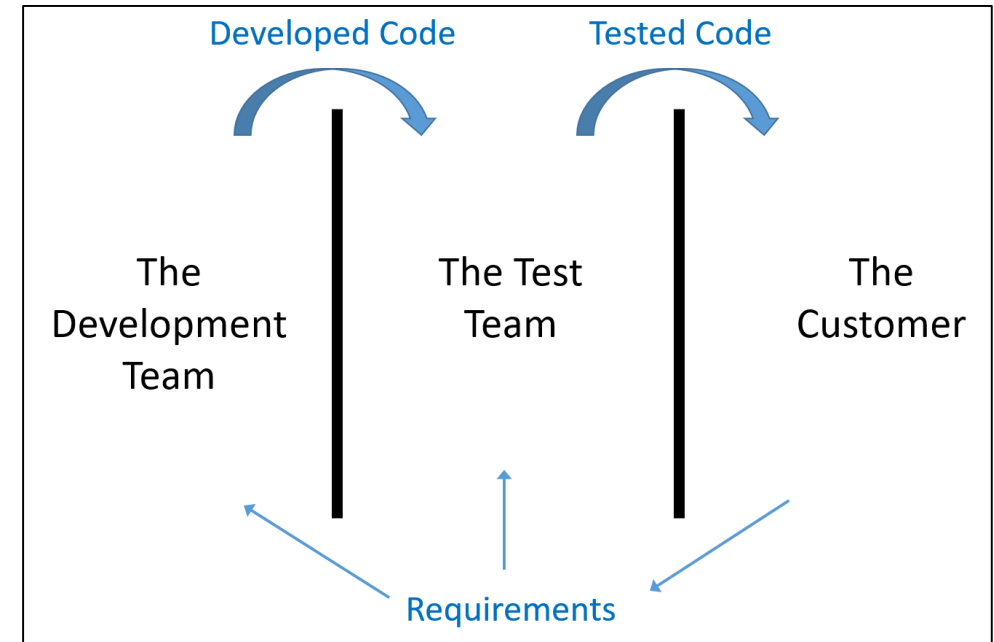 Developed Code
Tested Code
The
Development
Team
The Test
Team
The
Customer
Requirements